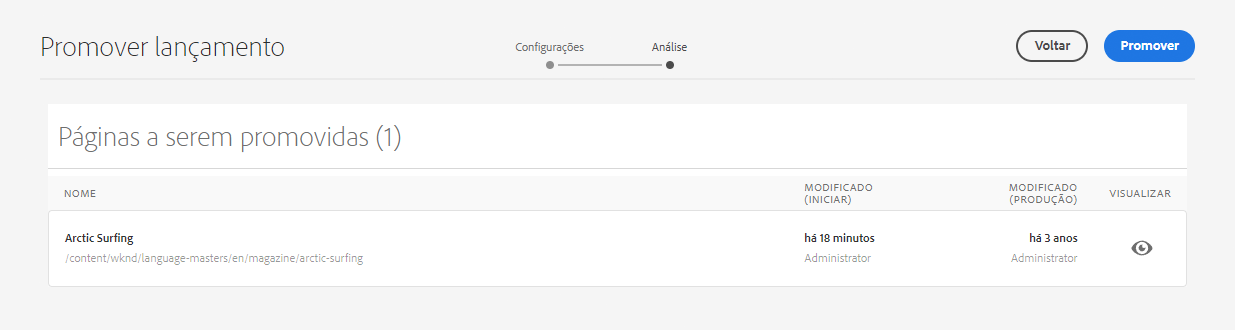 Promover lançamento
Configurações
Análise
Voltar
Promover
Páginas a serem promovidas (1)
NOME
MODIFICADO
(INICIAR)
MODIFICADO
(PRODUÇÃO)
VISUALIZAR
Arctic Surfing
há 18 minutos
há 3 anos
/content/wknd/language-masters/en/magazine/arctic-surfing
Administrator
Administrator